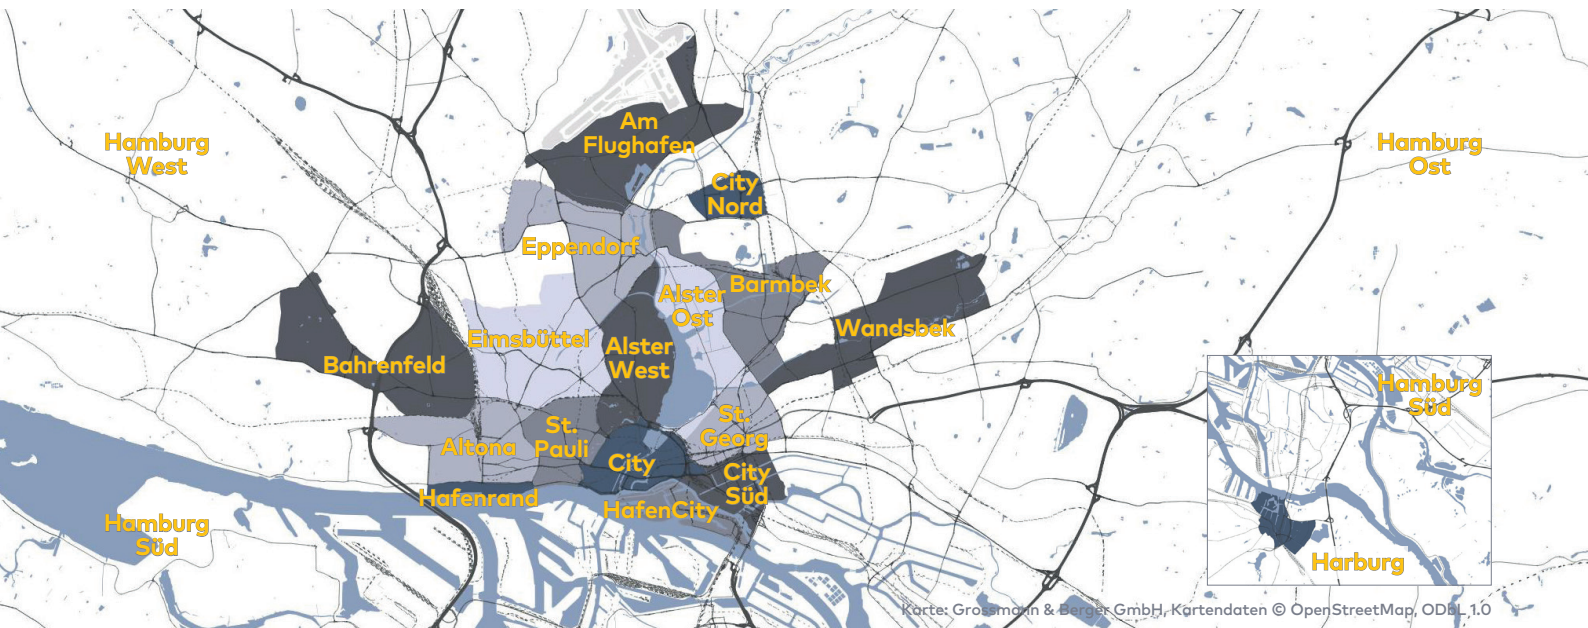 Am
Flughafen
Hamburg
West
Hamburg
Ost
City
Nord
Eppendorf
Barmbek
Alster
Ost
Wandsbek
Eimsbüttel
Alster
West
Bahrenfeld
Hamburg
Süd
St.
Pauli
St.
Georg
Altona
City
City
Süd
Hafenrand
HafenCity
Hamburg
Süd
Harburg
Karte: Grossmann & Berger GmbH, Kartendaten © OpenStreetMap, ODbL 1.0